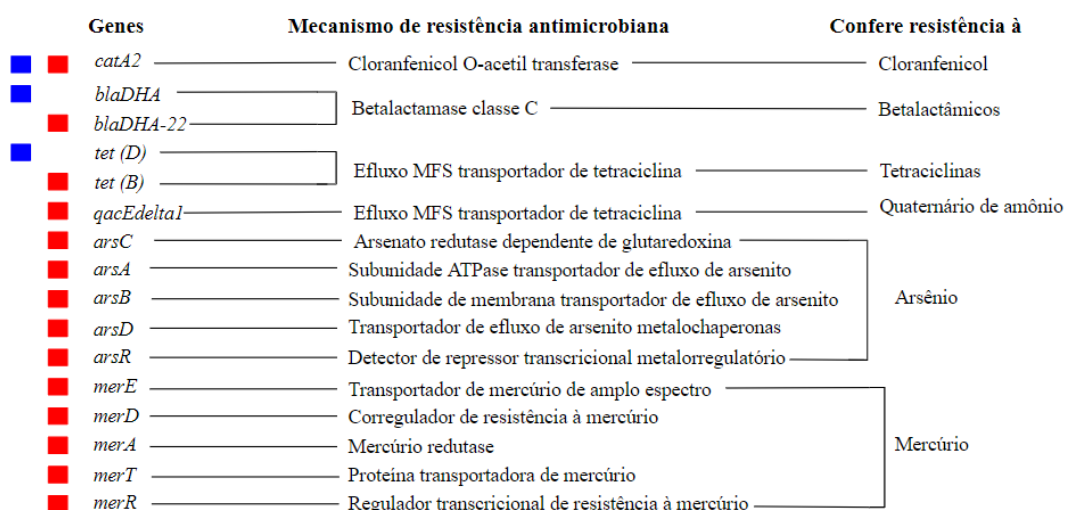 Genes Mecanismo de resistência antimicrobiana Confere resistência à
catA2 Cloranfenicol O-acetil transferase Cloranfenicol
blaDHA
Betalactamase classe C Betalactâmicos
blaDHA-22
tet (D)
Efluxo MFS transportador de tetraciclina Tetraciclinas
tet (B)
qacEdelta1 Efluxo MFS transportador de tetraciclina Quaternário de amônio
arsC Arsenato redutase dependente de glutaredoxina
arsA Subunidade ATPase transportador de efluxo de arsenito
arsB Subunidade de membrana transportador de efluxo de arsenito Arsênio
arsD Transportador de efluxo de arsenito metalochaperonas
arsR Detector de repressor transcricional metalorregulatório
merE Transportador de mercúrio de amplo espectro
merD Corregulador de resistência à mercúrio
merA Mercúrio redutase Mercúrio
merT Proteína transportadora de mercúrio
merR Regulador transcricional de resistência à mercúrio